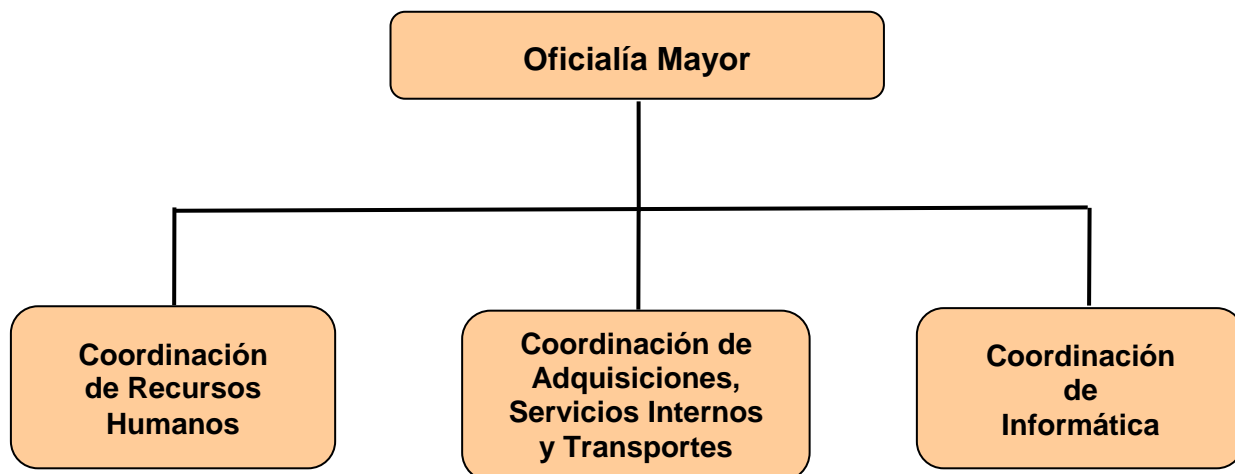 Oficialía Mayor
Coordinación
de Recursos
Humanos
Coordinación de
Adquisiciones,
Servicios Internos
y Transportes
Coordinación
de
Informática